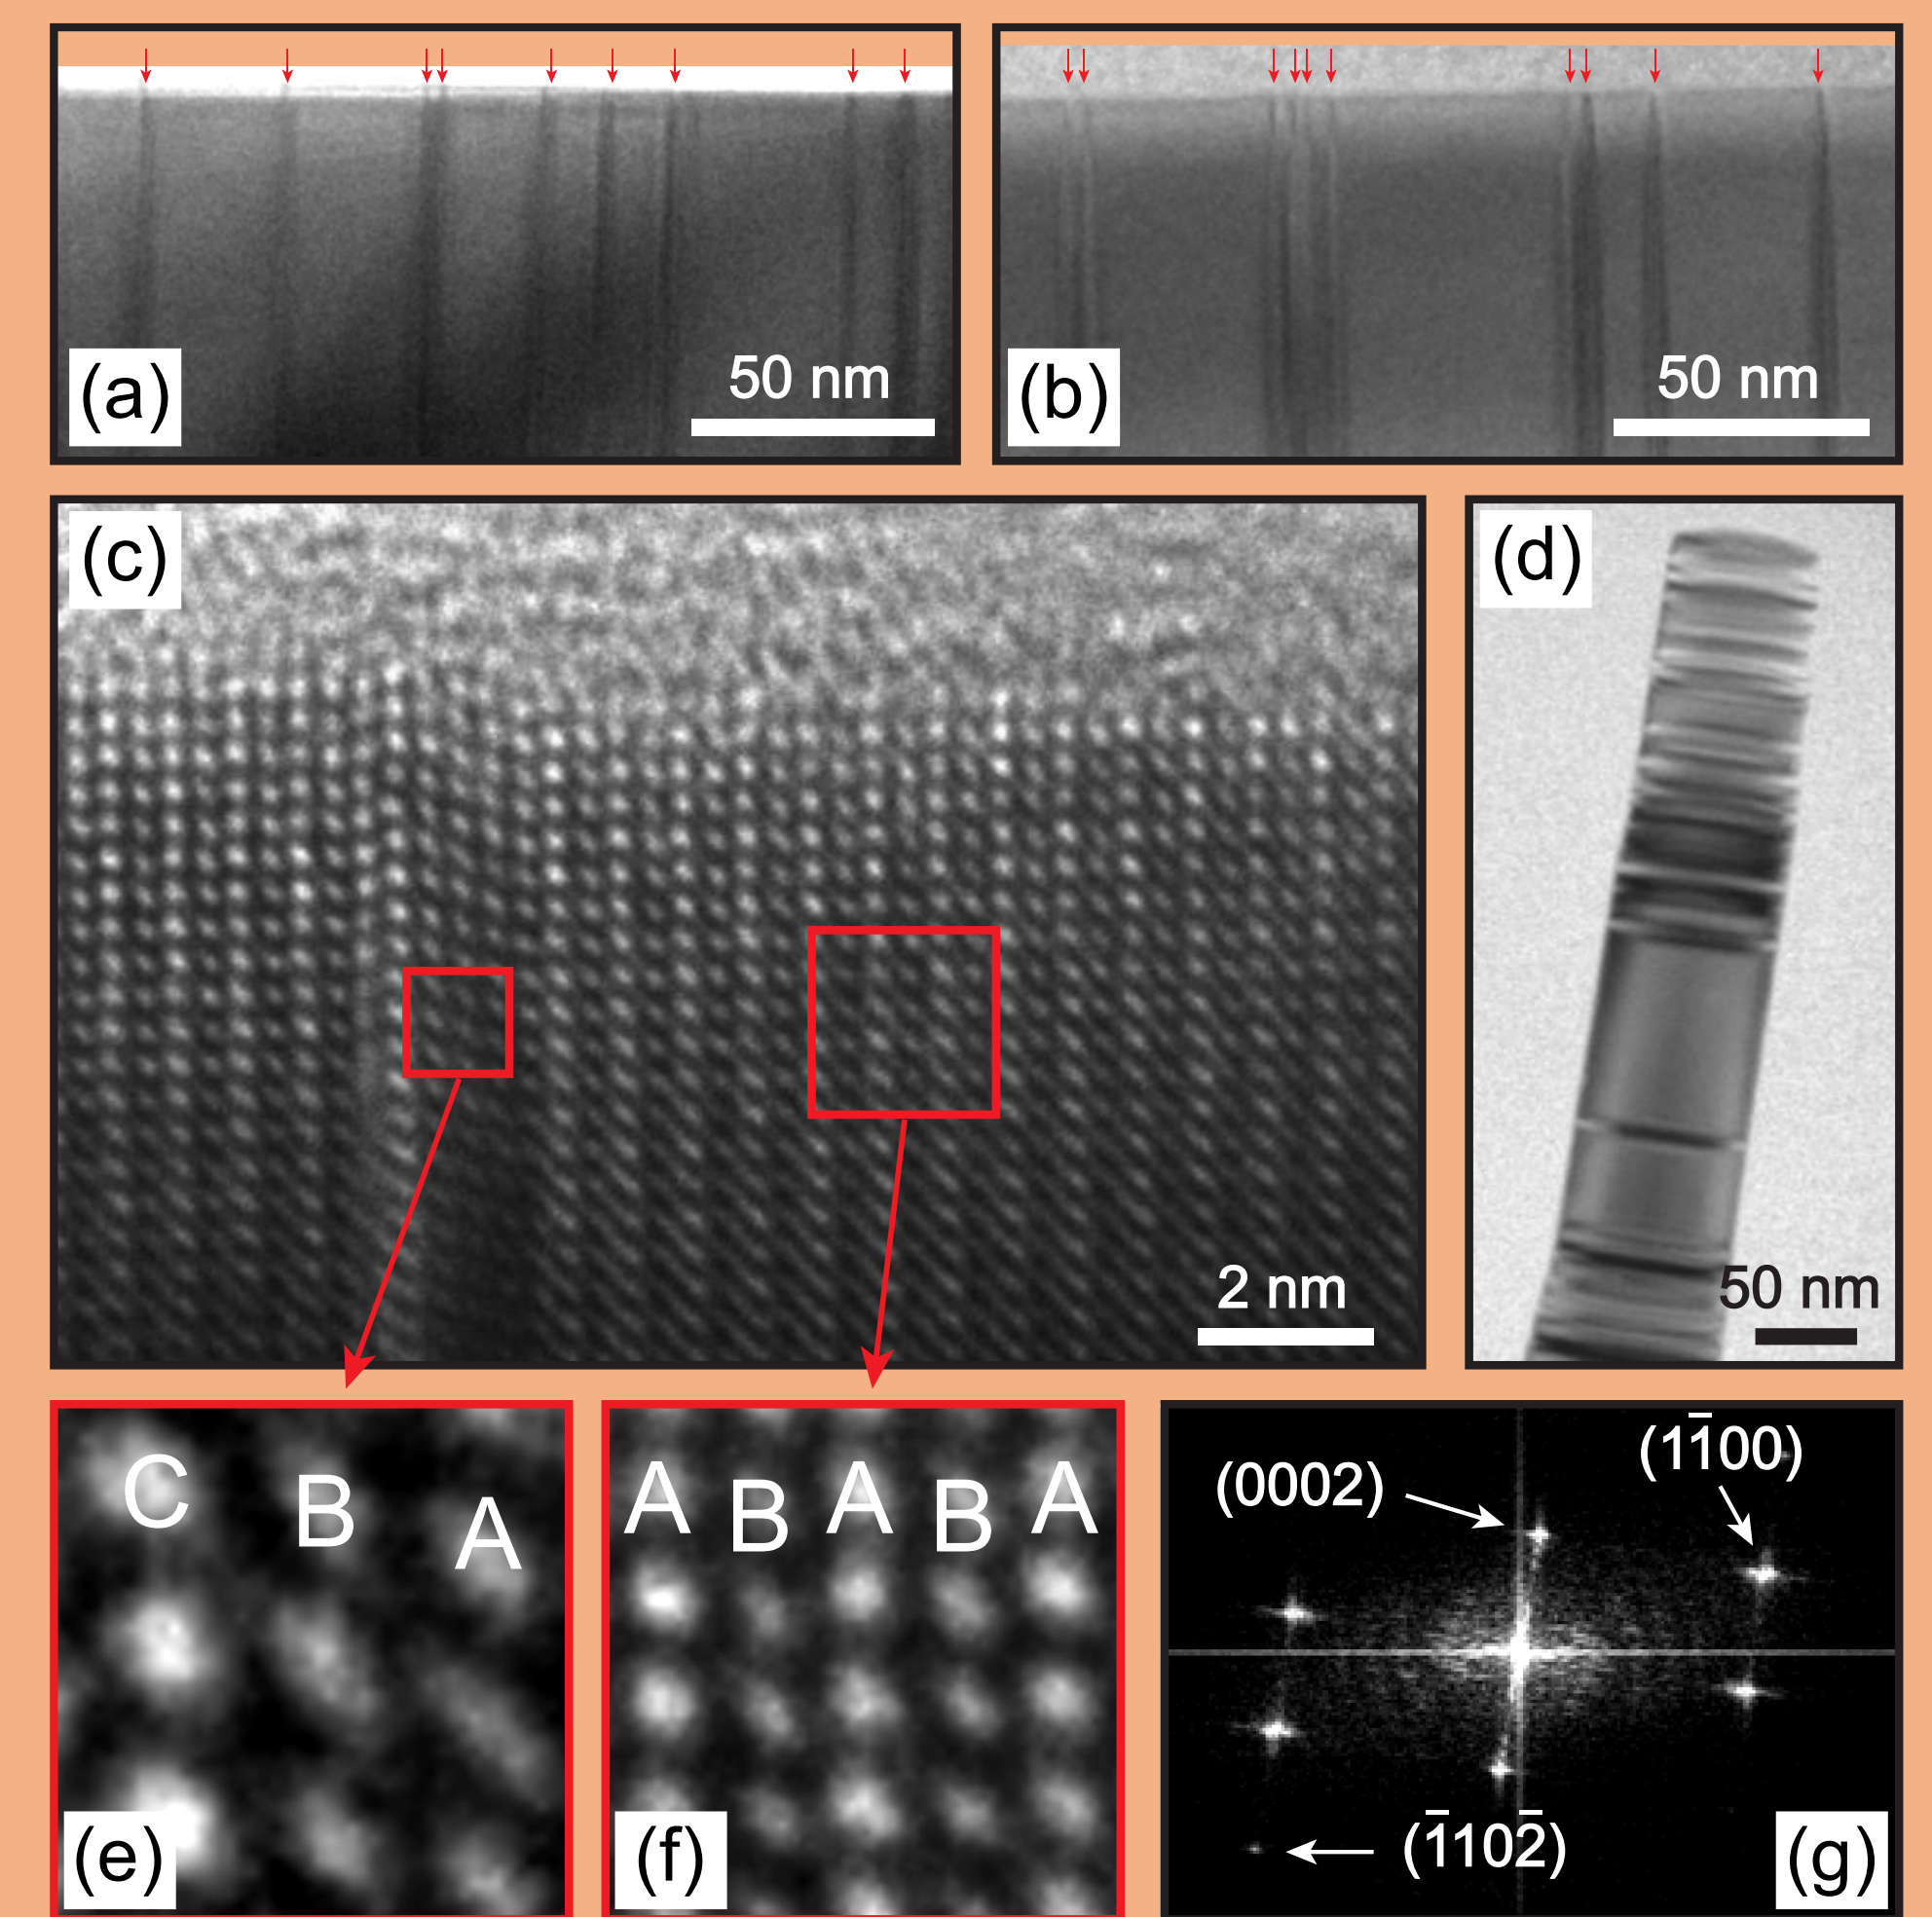 50 nm
(a)
50 nm
(b)
(c)
(d)
2 nm
50 nm
C B A
(e)
A B A B A
(f)
(0002)
(11̅00)
(1̅102̅)
(g)